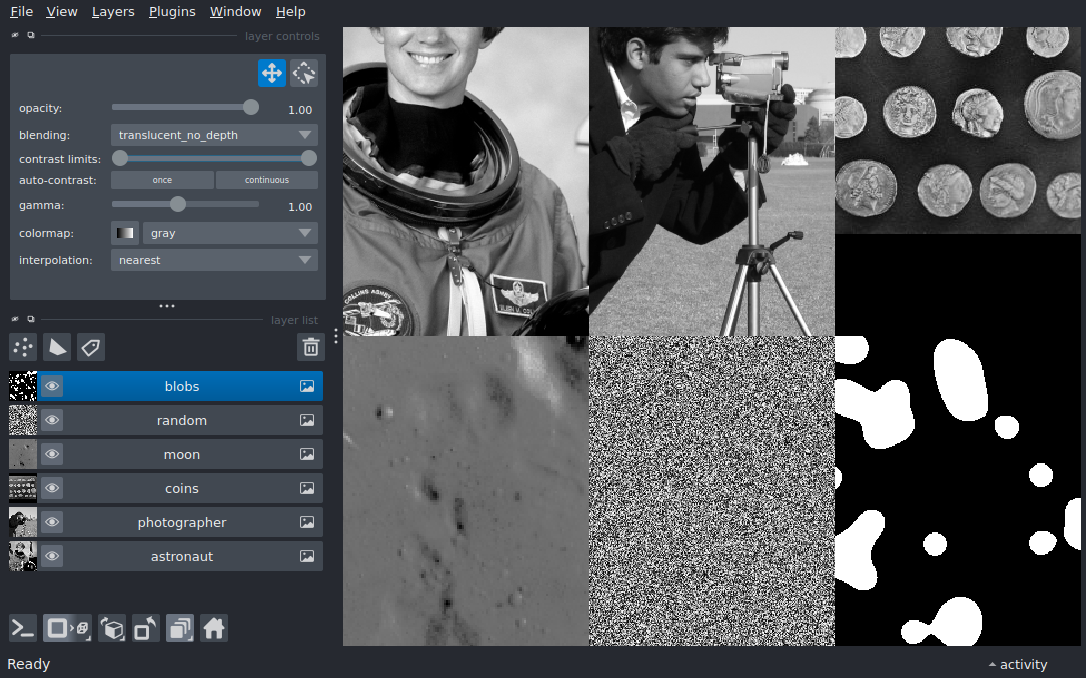 File View Layers Plugins Window Help
layer controls
opacity: 1.00
blending: translucent_no_depth
contrast limits:
auto-contrast: once continuous
gamma: 1.00
colormap: gray
interpolation: nearest
layer list
blobs
random
moon
coins
photographer
astronaut
Ready
activity